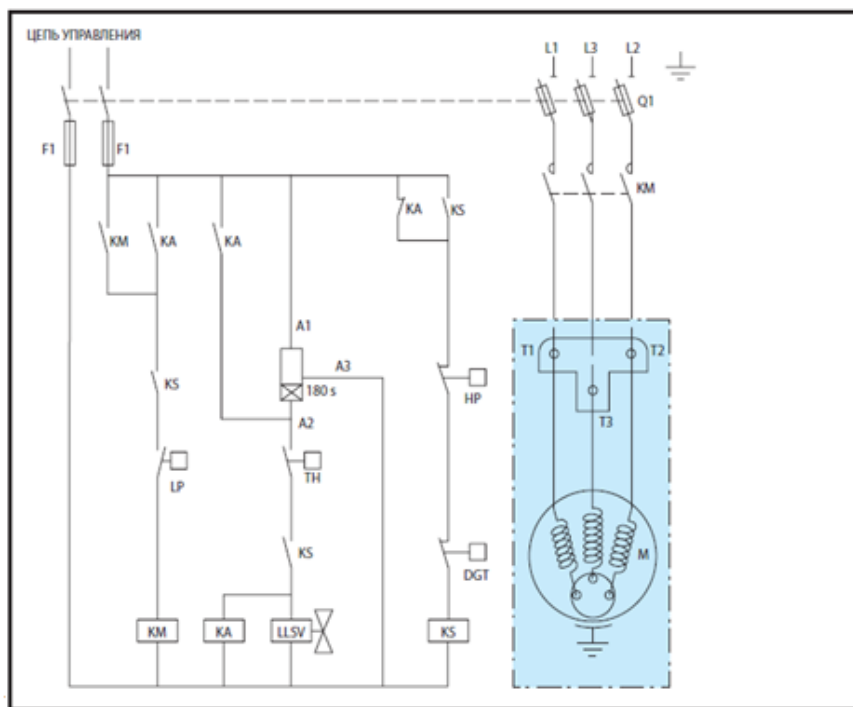 ЦЕПЬ УПРАВЛЕНИЯ
L1 L3 L2
Q1
F1 F1
KM
KA KS
KM KA KA
A1
T1 T2
A3
180 s
KS
HP
A2
T3
LP
TH
KS
M
DGT
KM KA LLSV KS